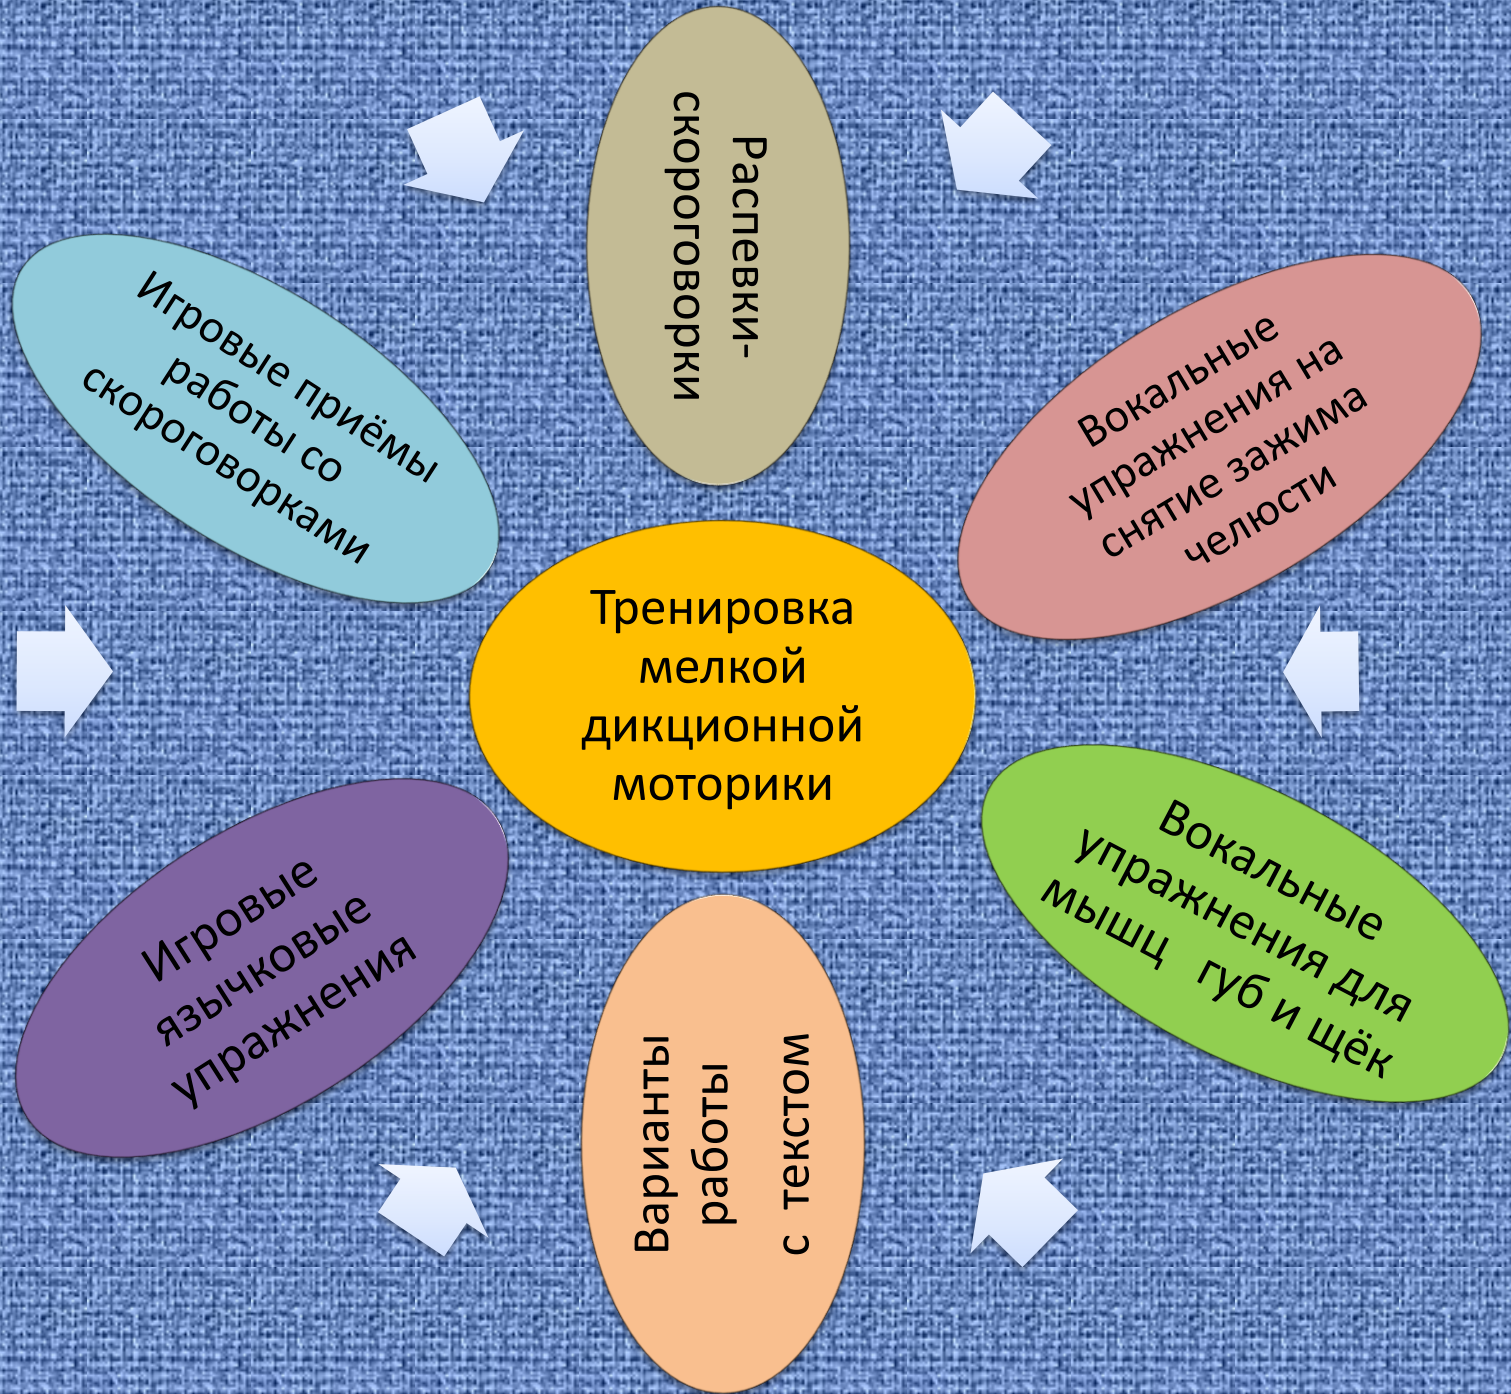 Распевки-
скороговорки
Игровые приёмы
работы со
скороговорками
Вокальные
упражнения на
снятие зажима
челюсти
Тренировка
мелкой
дикционной
моторики
Игровые
язычковые
упражнения
Вокальные
упражнения для
мышц губ и щёк
Варианты
работы
с текстом